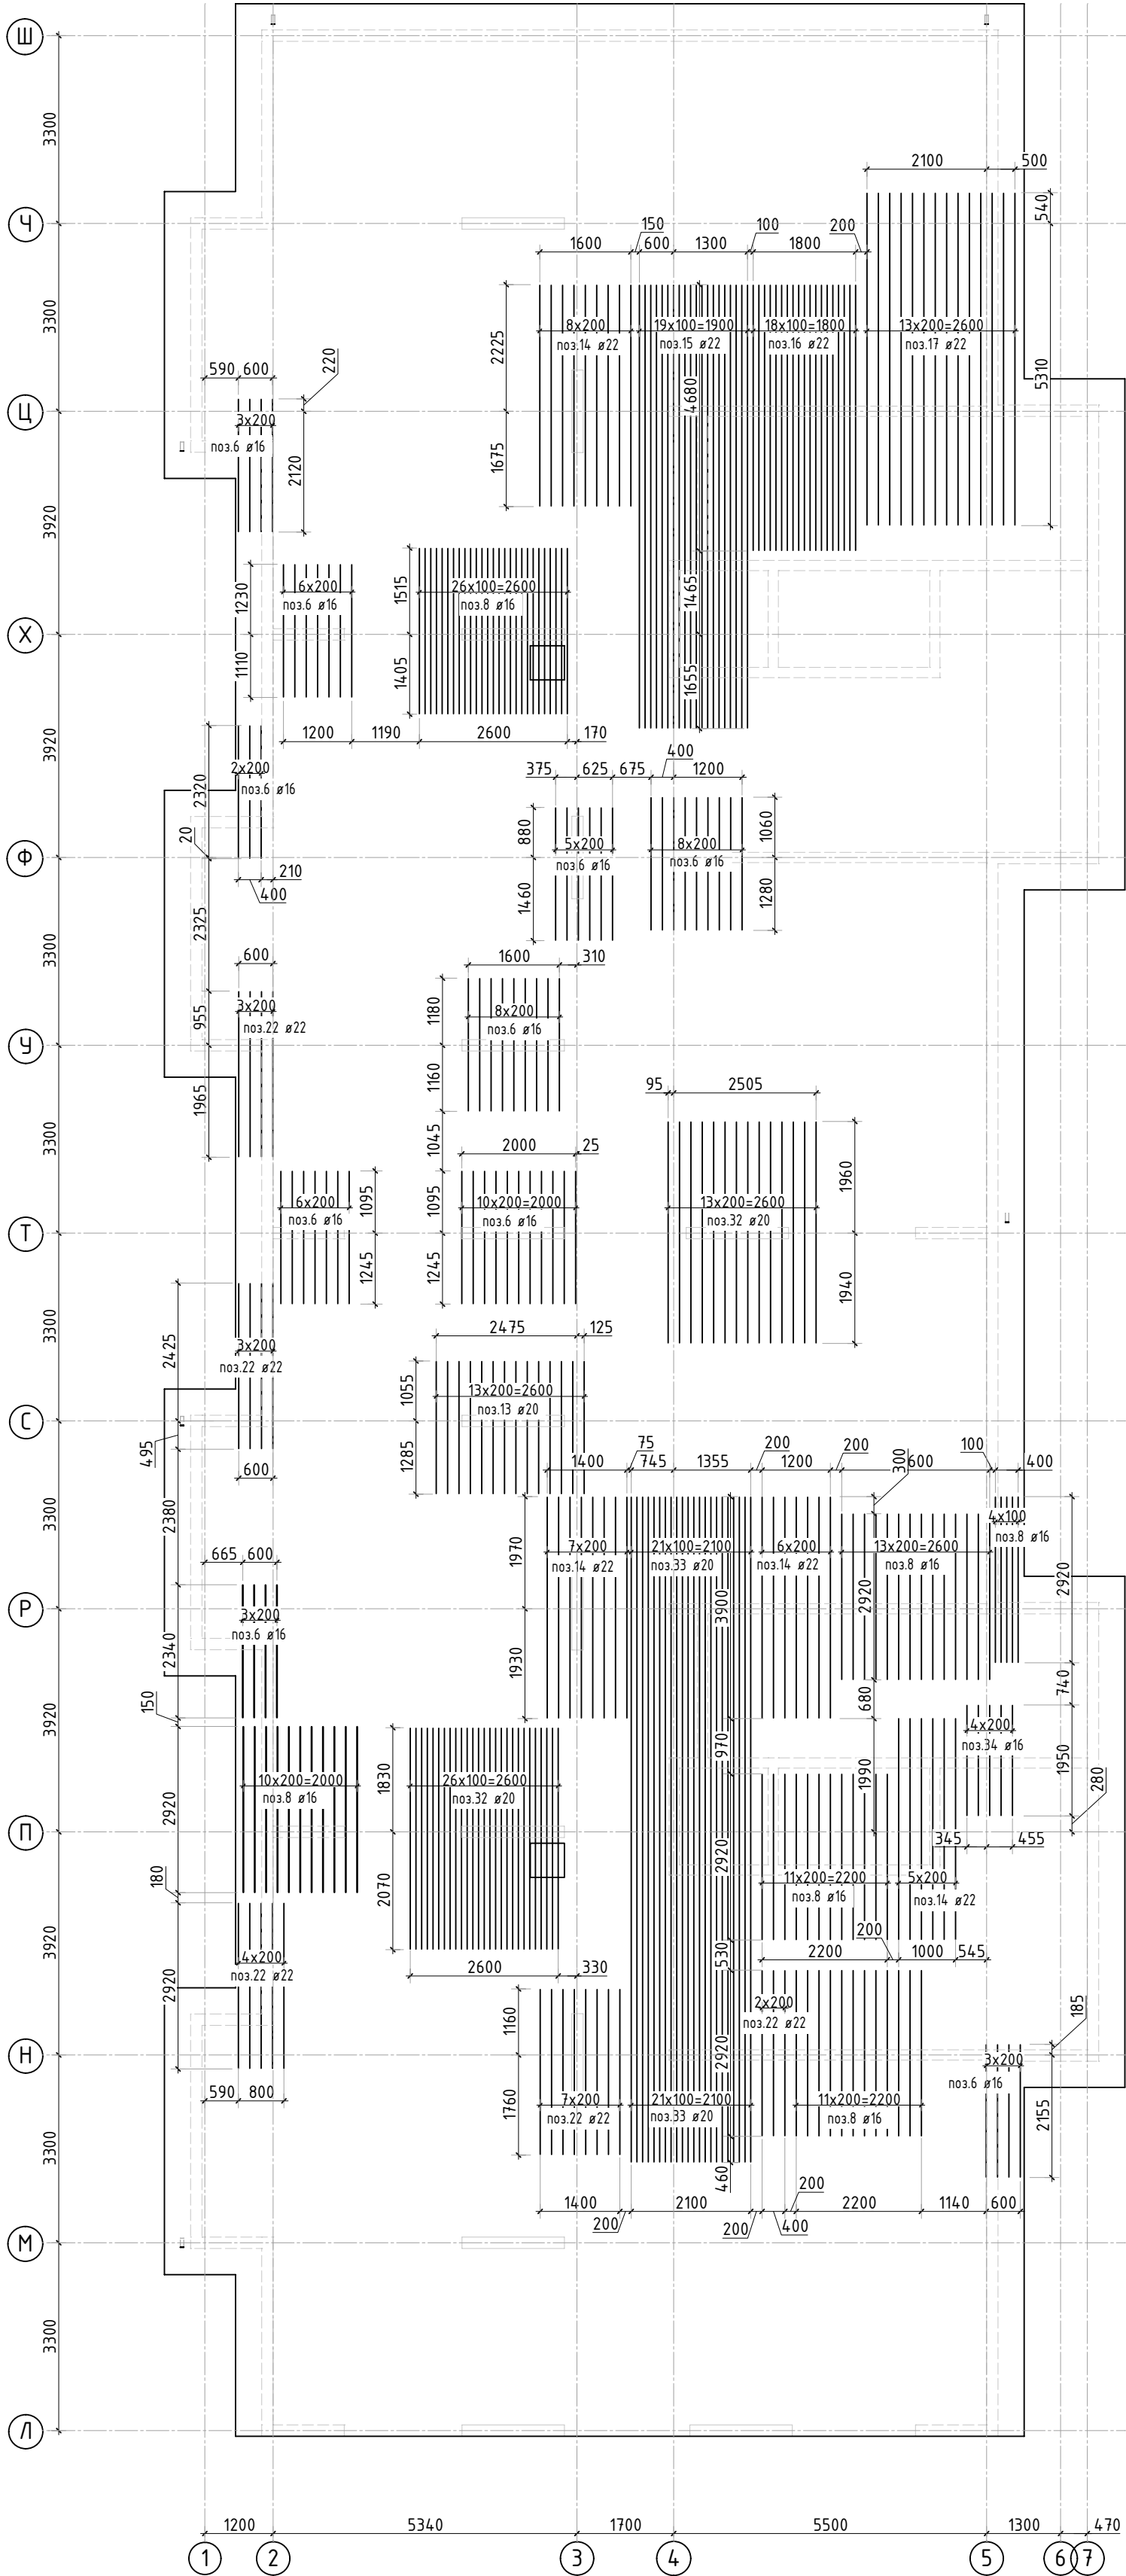 Ш
3300
2100
500
Ч
540
150
100
200
1600
600
1300
1800
3300
2225
8x200
19x100=1900
18x100=1800
13x200=2600
поз.14 ø22
поз.15 ø22
поз.16 ø22
поз.17 ø22
220
590
600
4680
5310
Ц
3x200
поз.6 ø16
1675
2120
3920
1230
6x200
поз.6 ø16
1515
26x100=2600
поз.8 ø16
1465
Х
1110
1405
1655
1200
1190
2600
170
3920
2320
2x200
поз.6 ø16
400
375
625
675
1200
20
880
5x200
поз.6 ø16
8x200
поз.6 ø16
1060
Ф
210
400
1460
1280
2325
600
1600
310
3300
955
3x200
поз.22 ø22
1180
8x200
поз.6 ø16
У
1965
1160
95
2505
3300
1045
2000
25
6x200
поз.6 ø16
1095
1095
10x200=2000
поз.6 ø16
13x200=2600
поз.32 ø20
1960
Т
1245
1245
1940
3300
2425
3x200
поз.22 ø22
2475
125
1055
13x200=2600
поз.13 ø20
С
495
600
1285
75
200
200
300
100
1400
745
1355
1200
600
400
3300
2380
1970
7x200
поз.14 ø22
21x100=2100
поз.33 ø20
6x200
поз.14 ø22
13x200=2600
поз.8 ø16
4x100
поз.8 ø16
665
600
2920
2920
Р
3x200
поз.6 ø16
2340
3900
1930
680
740
150
3920
970
4x200
поз.34 ø16
10x200=2000
поз.8 ø16
1830
26x100=2600
поз.32 ø20
1990
1950
280
2920
П
345
455
180
2070
2920
11x200=2200
поз.8 ø16
5x200
поз.14 ø22
3920
4x200
поз.22 ø22
530
200
2200
1000
545
2600
330
2920
1160
2x200
поз.22 ø22
185
Н
2920
3x200
поз.6 ø16
590
800
1760
7x200
поз.22 ø22
21x100=2100
поз.33 ø20
11x200=2200
поз.8 ø16
2155
3300
460
200
1400
2100
2200
1140
600
200
200
400
М
3300
Л
1200
5340
1700
5500
1300
470
1
2
3
4
5
6
7